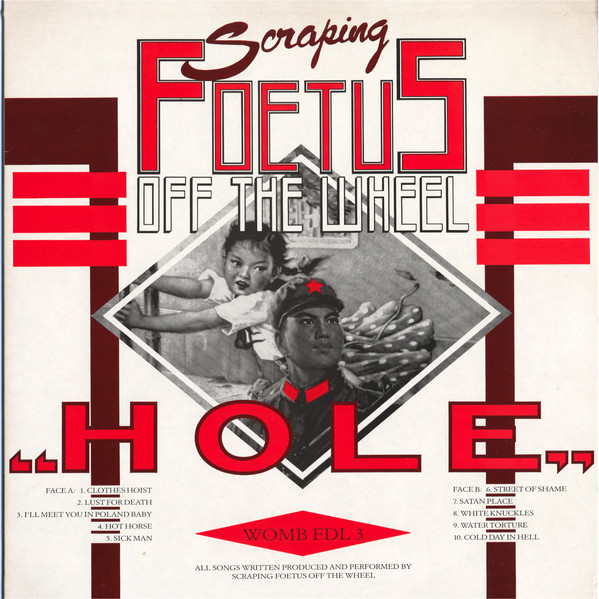 Scraping
FOETUS
OFF THE WHEEL
„HOLE”
FACE A: 1. CLOTHES HOIST
2. LUST FOR DEATH
3. I'LL MEET YOU IN POLAND BABY
4. HOT HORSE
5. SICK MAN
FACE B: 6. STREET OF SHAME
7. SATAN PLACE
8. WHITE KNUCKLES
9. WATER TORTURE
10. COLD DAY IN HELL
WOMB FDL 3
ALL SONGS WRITTEN PRODUCED AND PERFORMED BY
SCRAPING FOETUS OFF THE WHEEL